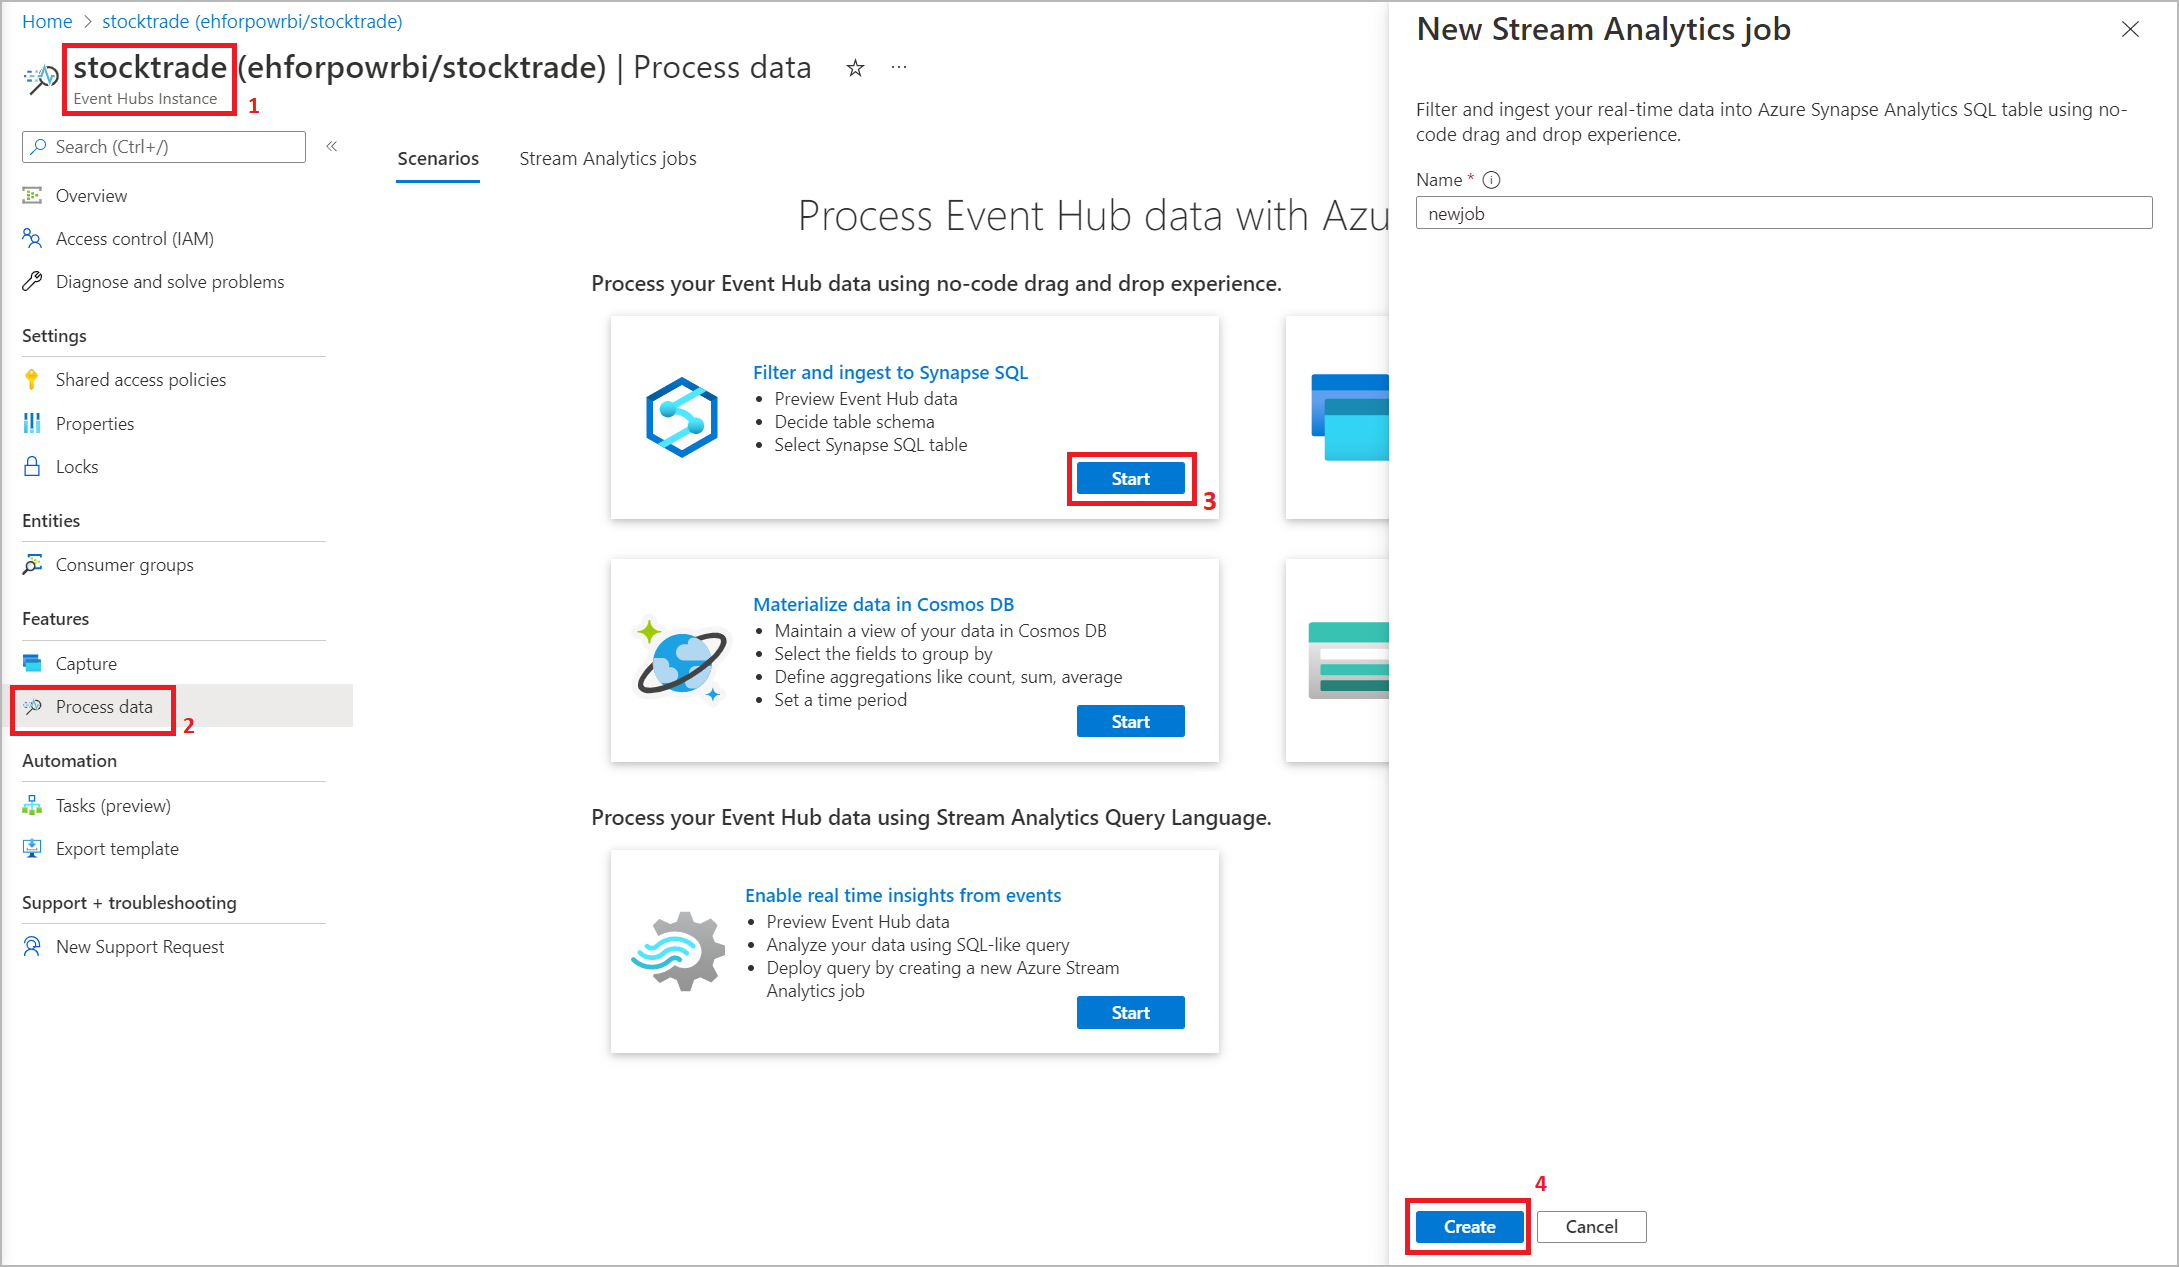 Home > stocktrade (ehforpowrbi/stocktrade)
stocktrade (ehforpowrbi/stocktrade) | Process data
Event Hubs Instance
1
Search (Ctrl+/)
Overview
Access control (IAM)
Diagnose and solve problems
Settings
Shared access policies
Properties
Locks
Entities
Consumer groups
Features
Capture
Process data
2
Automation
Tasks (preview)
Export template
Support + troubleshooting
New Support Request
Scenarios
Stream Analytics jobs
Process Event Hub data with Azu
Process your Event Hub data using no-code drag and drop experience.
Filter and ingest to Synapse SQL
• Preview Event Hub data
• Decide table schema
• Select Synapse SQL table
Start
3
Materialize data in Cosmos DB
• Maintain a view of your data in Cosmos DB
• Select the fields to group by
• Define aggregations like count, sum, average
• Set a time period
Start
Process your Event Hub data using Stream Analytics Query Language.
Enable real time insights from events
• Preview Event Hub data
• Analyze your data using SQL-like query
• Deploy query by creating a new Azure Stream
Analytics job
Start
New Stream Analytics job
Filter and ingest your real-time data into Azure Synapse Analytics SQL table using no-
code drag and drop experience.
Name *
newjob
4
Create
Cancel